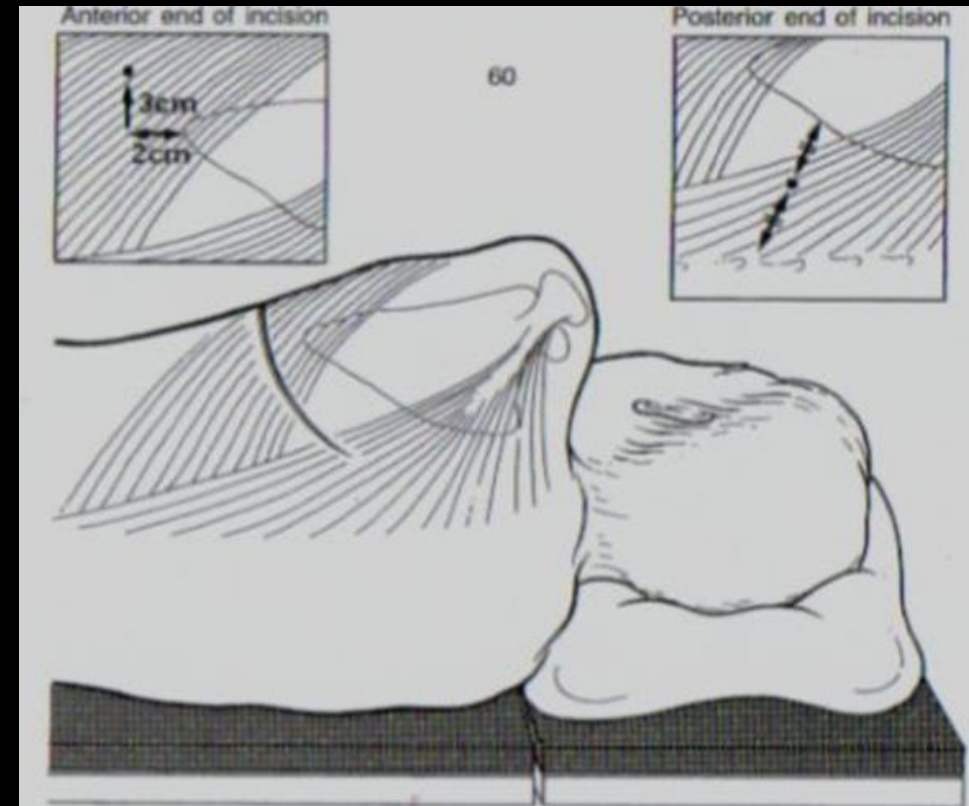 Anterior end of incision
Posterior end of incision
60
3cm
2cm